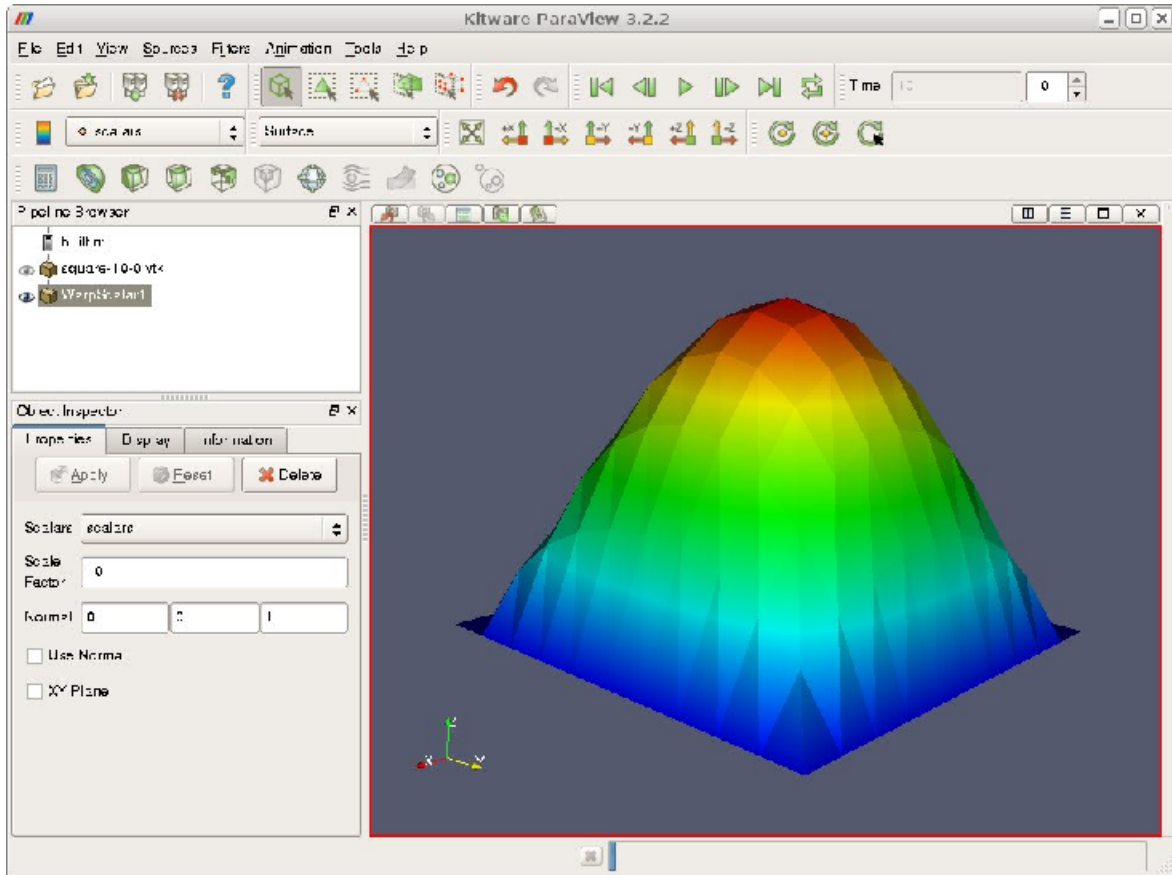 Kitware ParaView 3.2.2
File Edit View Sources Filters Animation Tools Help
Time 0
scalars Surface
+X -X +Y -Y +Z -Z
Pipeline Browser
builtin:
square-10-0.vtk
WarpScalar1
Object Inspector
Properties Display Information
Apply Reset Delete
Scalars scalars
Scale Factor
Normal 0 1
Use Normal
XY Plane
Z
X Y